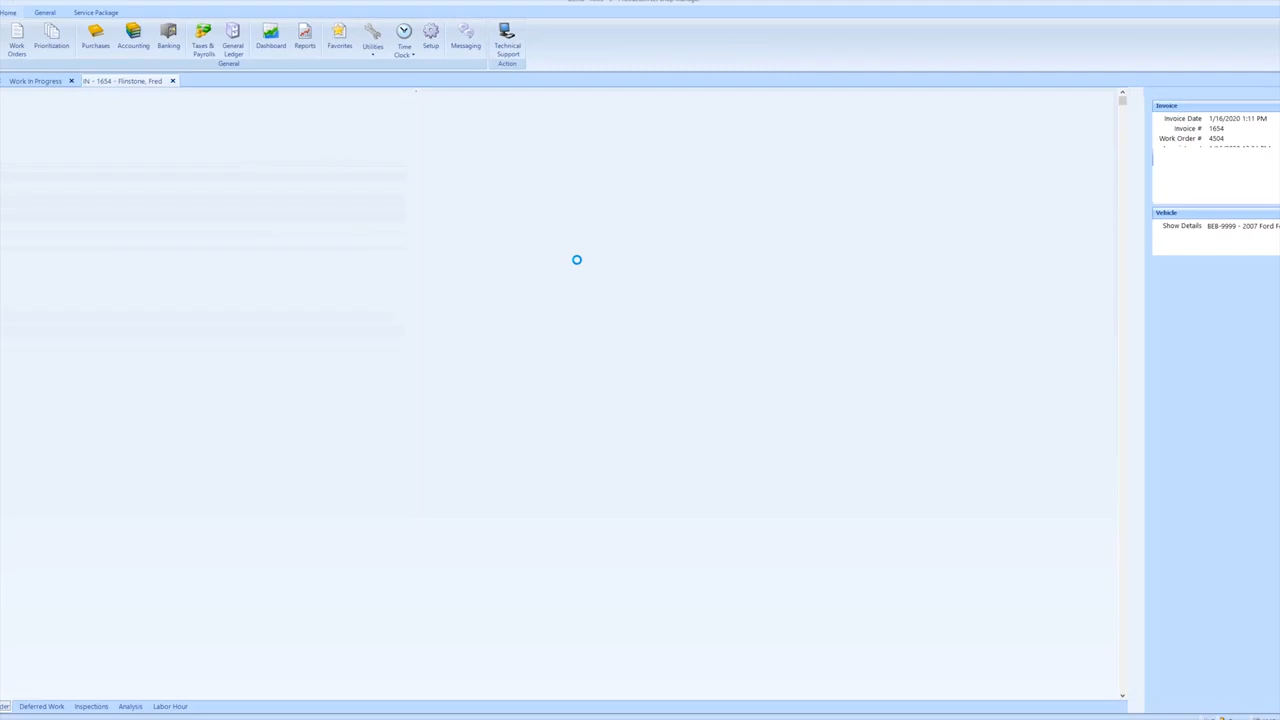 Home General Service Package
Work Orders Prioritization Purchases Accounting Banking Taxes & Payrolls General Ledger Dashboard Reports Favorites Utilities Time Clock Setup Messaging Technical Support
General Action
Work In Progress IN - 1654 - Flinstone, Fred
Invoice
Invoice Date 1/16/2020 1:11 PM
Invoice # 1654
Work Order # 4504
Vehicle
Show Details BEB-9999 - 2007 Ford F
Deferred Work Inspections Analysis Labor Hour